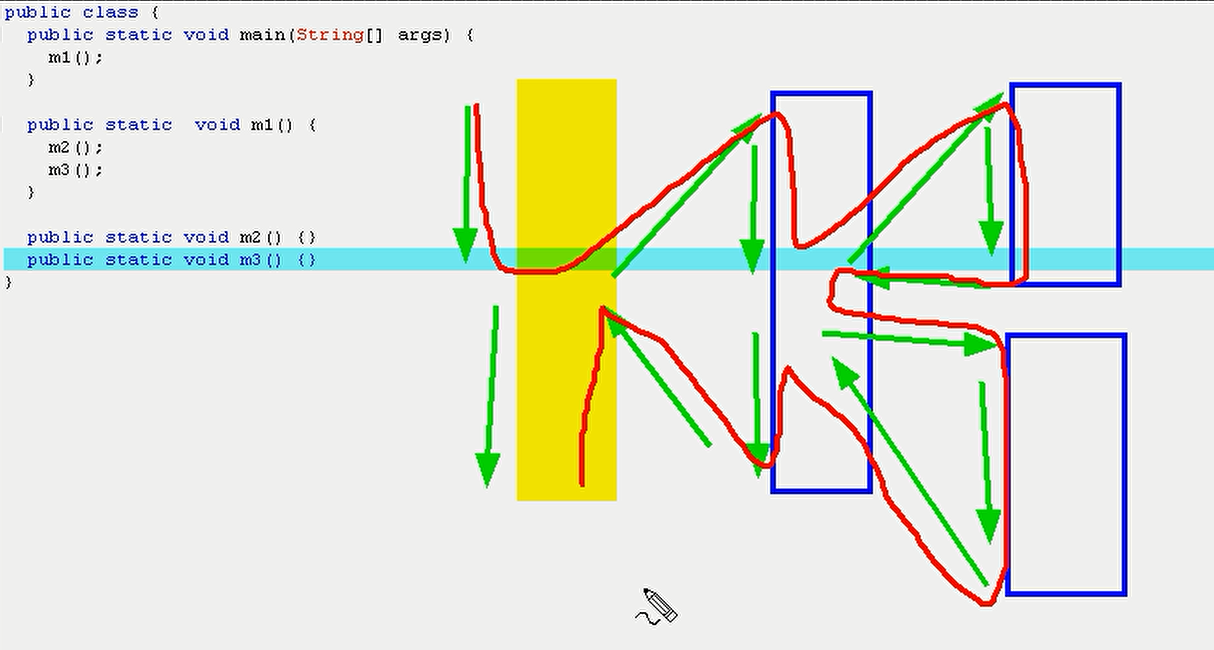 public class {
public static void main(String[] args) {
m1();
}
public static  void m1() {
m2();
m3();
}
public static void m2() {}
public static void m3() {}
}